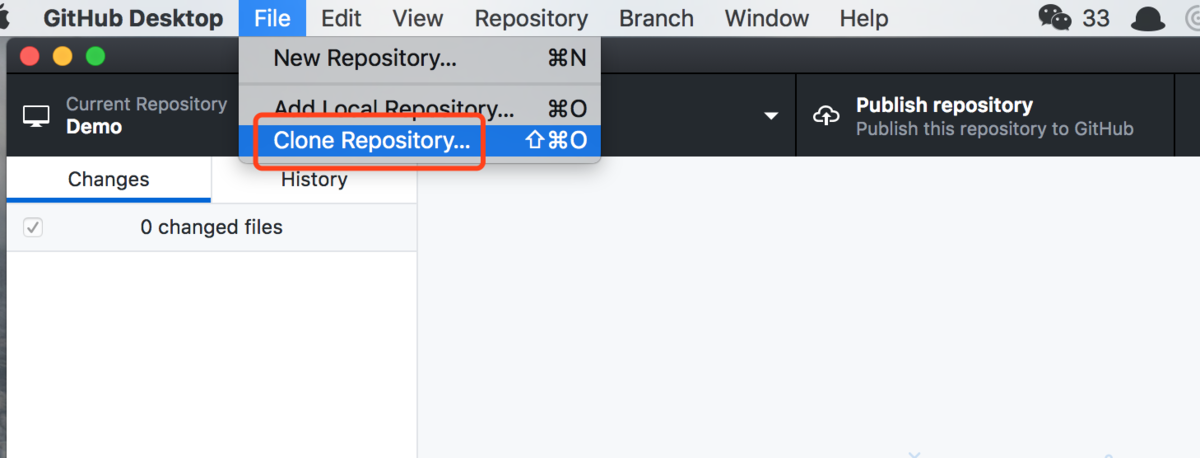 GitHub Desktop File Edit View Repository Branch Window Help 33
New Repository... ⌘N
Add Local Repository... ⌘O
Clone Repository... ⇧⌘O
Current Repository
Demo
Publish repository
Publish this repository to GitHub
Changes History
0 changed files